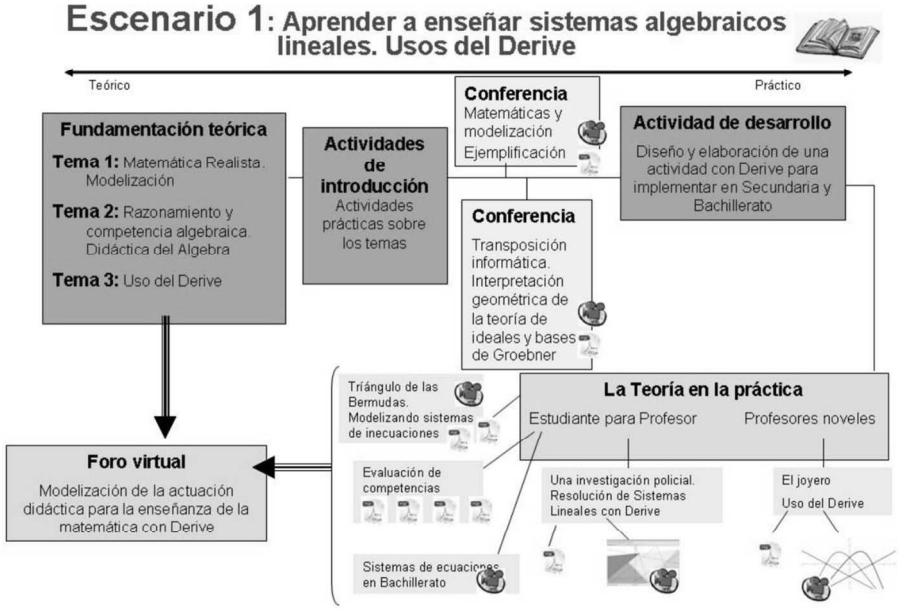 Escenario 1: Aprender a enseñar sistemas algebraicos
lineales. Usos del Derive
Teórico
Práctico
Fundamentación teórica
Tema 1: Matemática Realista.
Modelización
Tema 2: Razonamiento y
competencia algebraica.
Didáctica del Algebra
Tema 3: Uso del Derive
Actividades
de
introducción
Actividades
prácticas sobre
los temas
Conferencia
Matemáticas y
modelización
Ejemplificación
Conferencia
Transposición
informática.
Interpretación
geométrica de
la teoría de
ideales y bases
de Groebner
Actividad de desarrollo
Diseño y elaboración de una
actividad con Derive para
implementar en Secundaria y
Bachillerato
La Teoría en la práctica
Estudiante para Profesor
Profesores noveles
Triángulo de las
Bermudas.
Modelizando sistemas
de inecuaciones
Evaluación de
competencias
Sistemas de ecuaciones
en Bachillerato
Una investigación policial.
Resolución de Sistemas
Lineales con Derive
El joyero
Uso del Derive
Foro virtual
Modelización de la actuación
didáctica para la enseñanza de la
matemática con Derive